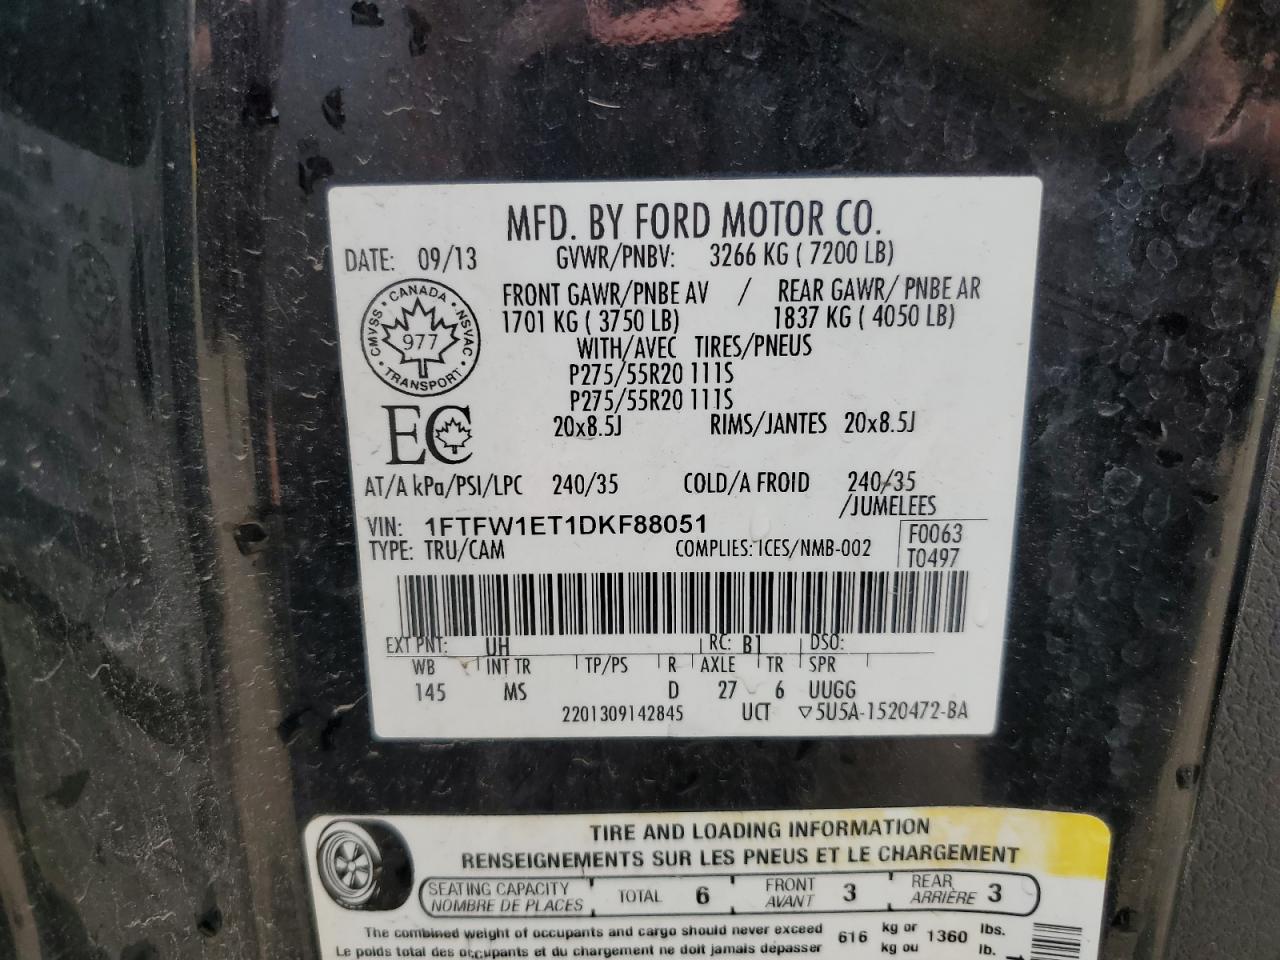 MFD. BY FORD MOTOR CO.
DATE: 09/13 GVWR/PNBV: 3266 KG ( 7200 LB)
FRONT GAWR/PNBE AV / REAR GAWR/ PNBE AR
1701 KG ( 3750 LB) 1837 KG ( 4050 LB)
WITH/AVEC TIRES/PNEUS
P275/55R20 111S
P275/55R20 111S
20x8.5J RIMS/JANTES 20x8.5J
CANADA
CMVSS NSVAC
977
TRANSPORT
EC
AT/A kPa/PSI/LPC 240/35 COLD/A FROID 240/35
/JUMELEES
VIN: 1FTFW1ET1DKF88051 F0063
TYPE: TRU/CAM COMPLIES: ICES/NMB-002 T0497
EXT PNT: UH RC: B1 DSO:
WB INT TR TP/PS R AXLE TR SPR
145 MS D 27 6 UUGG
2201309142845 UCT ▽5U5A-1520472-BA
TIRE AND LOADING INFORMATION
RENSEIGNEMENTS SUR LES PNEUS ET LE CHARGEMENT
SEATING CAPACITY TOTAL 6 FRONT 3 REAR 3
NOMBRE DE PLACES AVANT ARRIÈRE
The combined weight of occupants and cargo should never exceed 616 kg or 1360 lbs.
Le poids total des occupants et du chargement ne doit jamais dépasser kg ou lb.